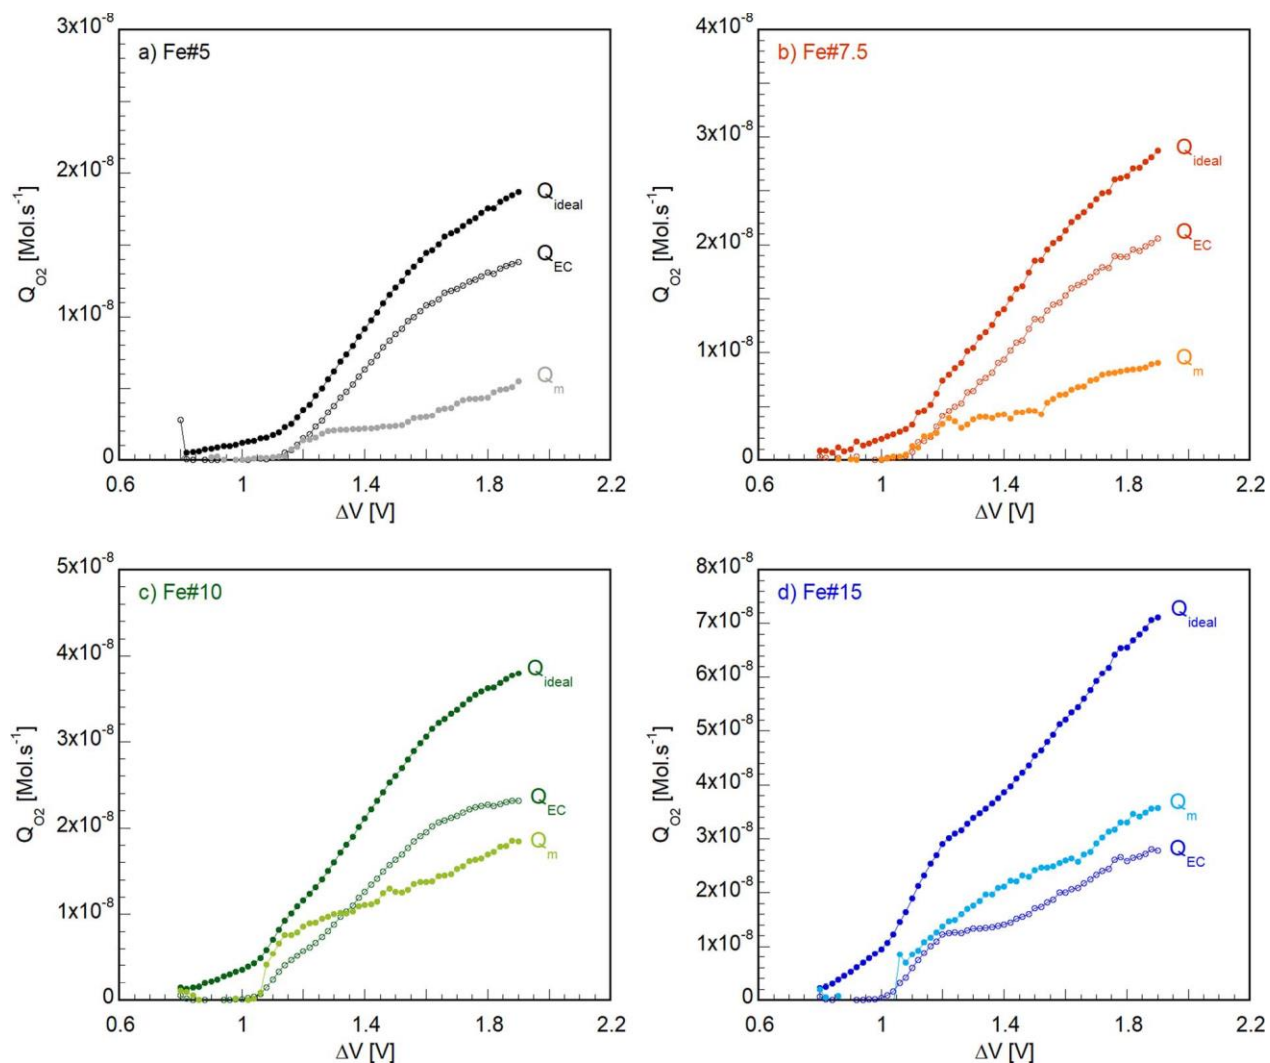 3x10⁻⁸
a) Fe#5
2x10⁻⁸
1x10⁻⁸
0
Q_O2 [Mol.s⁻¹]
Q_ideal
Q_EC
Q_m
0.6 1 1.4 1.8 2.2
ΔV [V]
4x10⁻⁸
b) Fe#7.5
3x10⁻⁸
2x10⁻⁸
1x10⁻⁸
0
Q_O2 [Mol.s⁻¹]
Q_ideal
Q_EC
Q_m
0.6 1 1.4 1.8 2.2
ΔV [V]
5x10⁻⁸
c) Fe#10
4x10⁻⁸
3x10⁻⁸
2x10⁻⁸
1x10⁻⁸
0
Q_O2 [Mol.s⁻¹]
Q_ideal
Q_EC
Q_m
0.6 1 1.4 1.8 2.2
ΔV [V]
8x10⁻⁸
d) Fe#15
7x10⁻⁸
6x10⁻⁸
5x10⁻⁸
4x10⁻⁸
3x10⁻⁸
2x10⁻⁸
1x10⁻⁸
0
Q_O2 [Mol.s⁻¹]
Q_ideal
Q_m
Q_EC
0.6 1 1.4 1.8 2.2
ΔV [V]